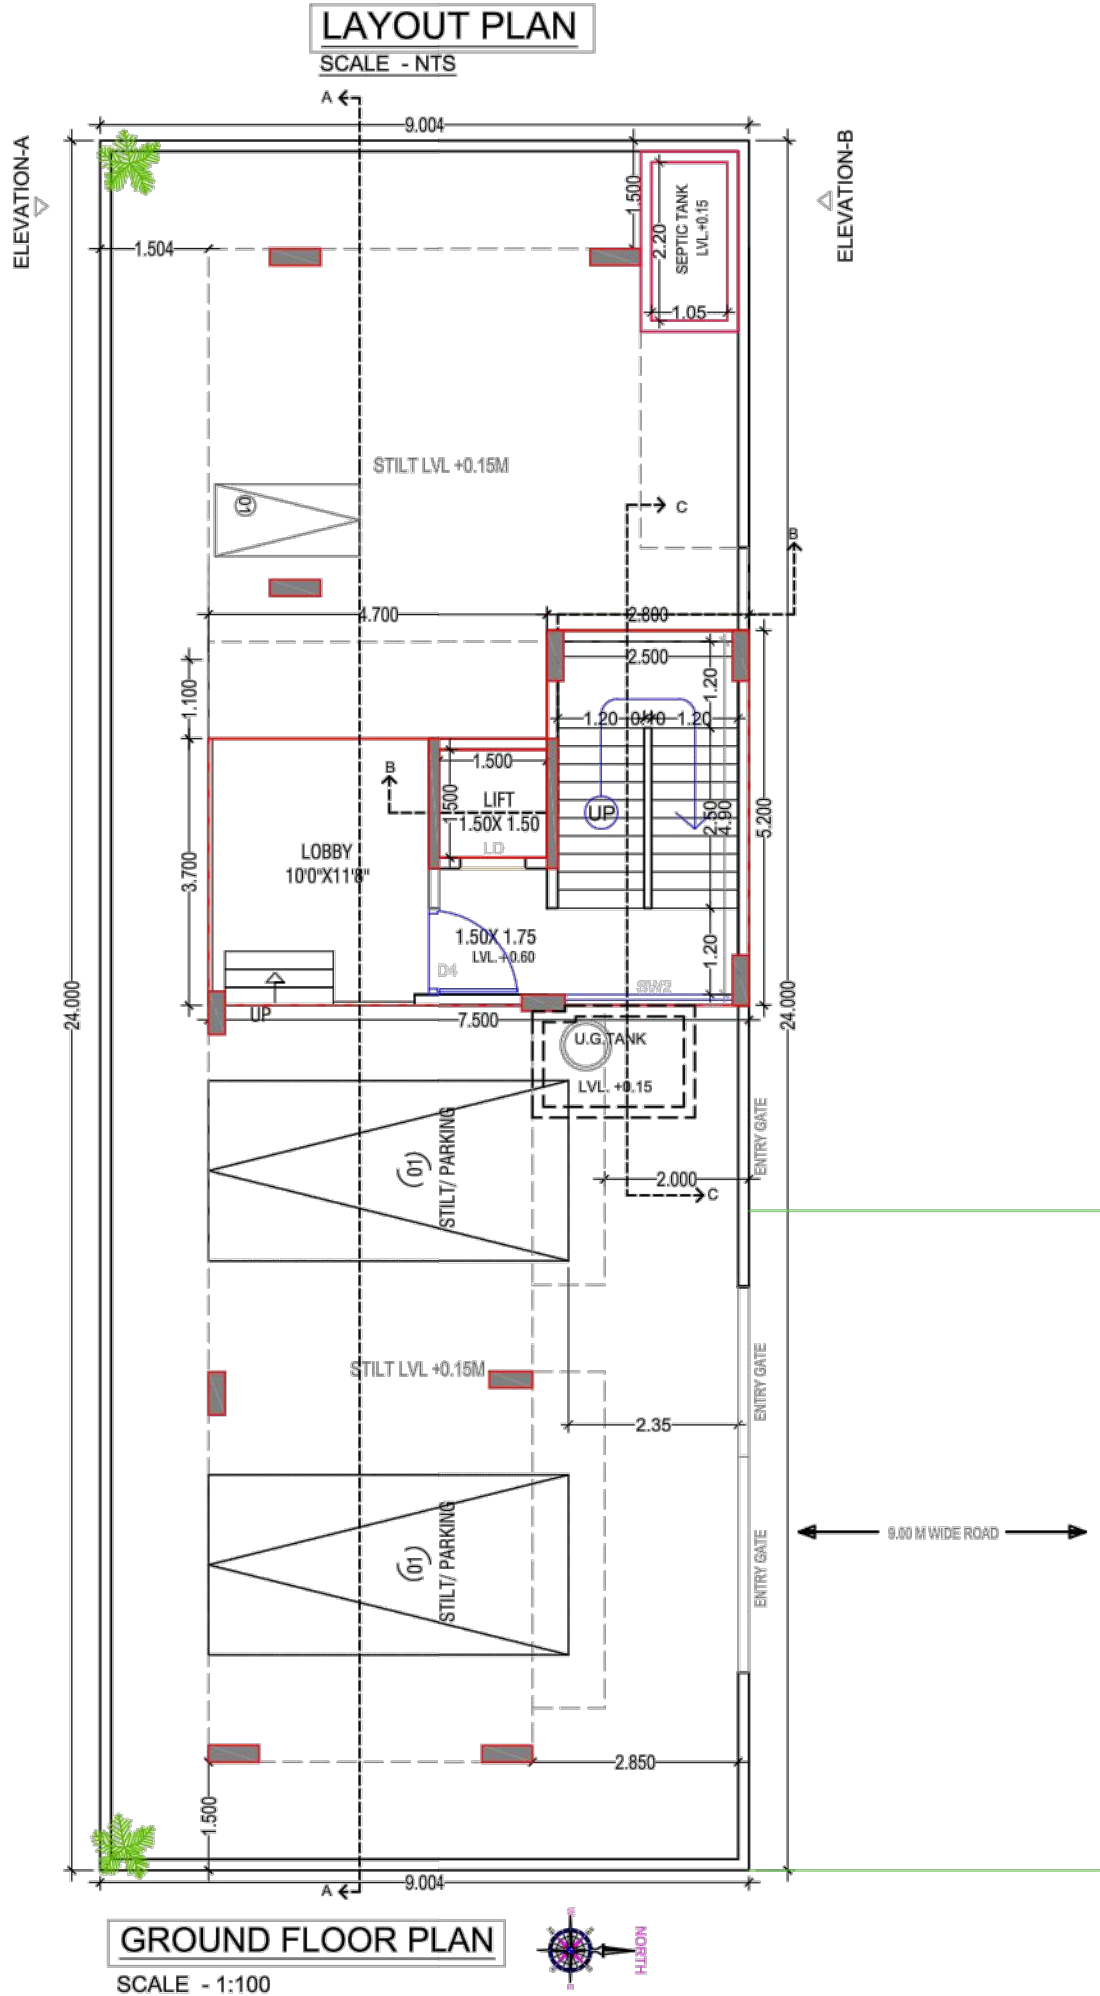 LAYOUT PLAN
SCALE - NTS
A
9.004
ELEVATION-A
ELEVATION-B
1.500
SEPTIC TANK
LVL.+0.15
2.20
1.05
1.504
STILT LVL +0.15M
01
C
B
4.700
2.800
2.500
1.20
1.100
1.20
1.20
B
1.500
1.500
LIFT
1.50X 1.50
LD
UP
2.50
4.90
5.200
LOBBY
10'0"X11'8"
3.700
1.50X 1.75
LVL.+0.60
D4
1.20
SW2
UP
7.500
24.000
24.000
U.G.TANK
LVL. +0.15
ENTRY GATE
(01)
STILT/ PARKING
2.000
C
STILT LVL +0.15M
ENTRY GATE
2.35
(01)
STILT/ PARKING
ENTRY GATE
9.00 M WIDE ROAD
2.850
1.500
A
9.004
GROUND FLOOR PLAN
SCALE - 1:100
NORTH